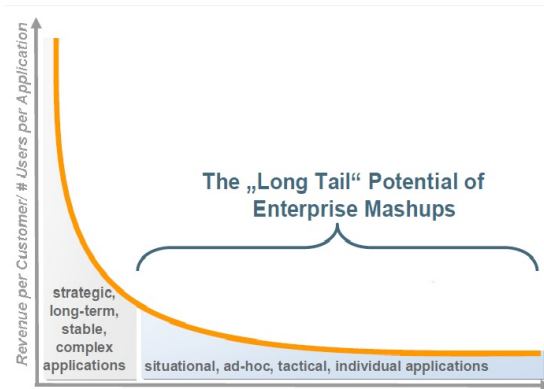 Revenue per Customer/ # Users per Application
The „Long Tail“ Potential of
Enterprise Mashups
strategic,
long-term,
stable,
complex
applications
situational, ad-hoc, tactical, individual applications